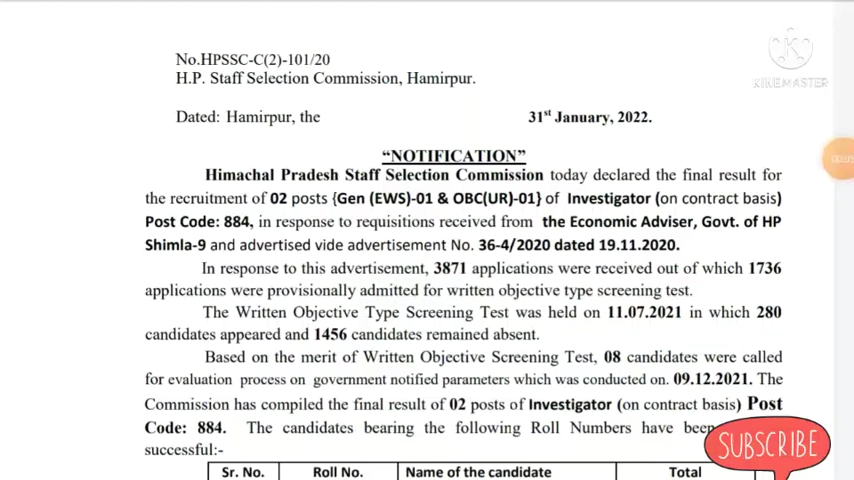 No.HPSSC-C(2)-101/20
H.P. Staff Selection Commission, Hamirpur.
KINEMASTER
Dated: Hamirpur, the 31st January, 2022.
“NOTIFICATION”
Himachal Pradesh Staff Selection Commission today declared the final result for
the recruitment of 02 posts {Gen (EWS)-01 & OBC(UR)-01} of Investigator (on contract basis)
Post Code: 884, in response to requisitions received from the Economic Adviser, Govt. of HP
Shimla-9 and advertised vide advertisement No. 36-4/2020 dated 19.11.2020.
In response to this advertisement, 3871 applications were received out of which 1736
applications were provisionally admitted for written objective type screening test.
The Written Objective Type Screening Test was held on 11.07.2021 in which 280
candidates appeared and 1456 candidates remained absent.
Based on the merit of Written Objective Screening Test, 08 candidates were called
for evaluation process on government notified parameters which was conducted on. 09.12.2021. The
Commission has compiled the final result of 02 posts of Investigator (on contract basis) Post
Code: 884. The candidates bearing the following Roll Numbers have been
successful:-
SUBSCRIBE
Sr. No. Roll No. Name of the candidate Total